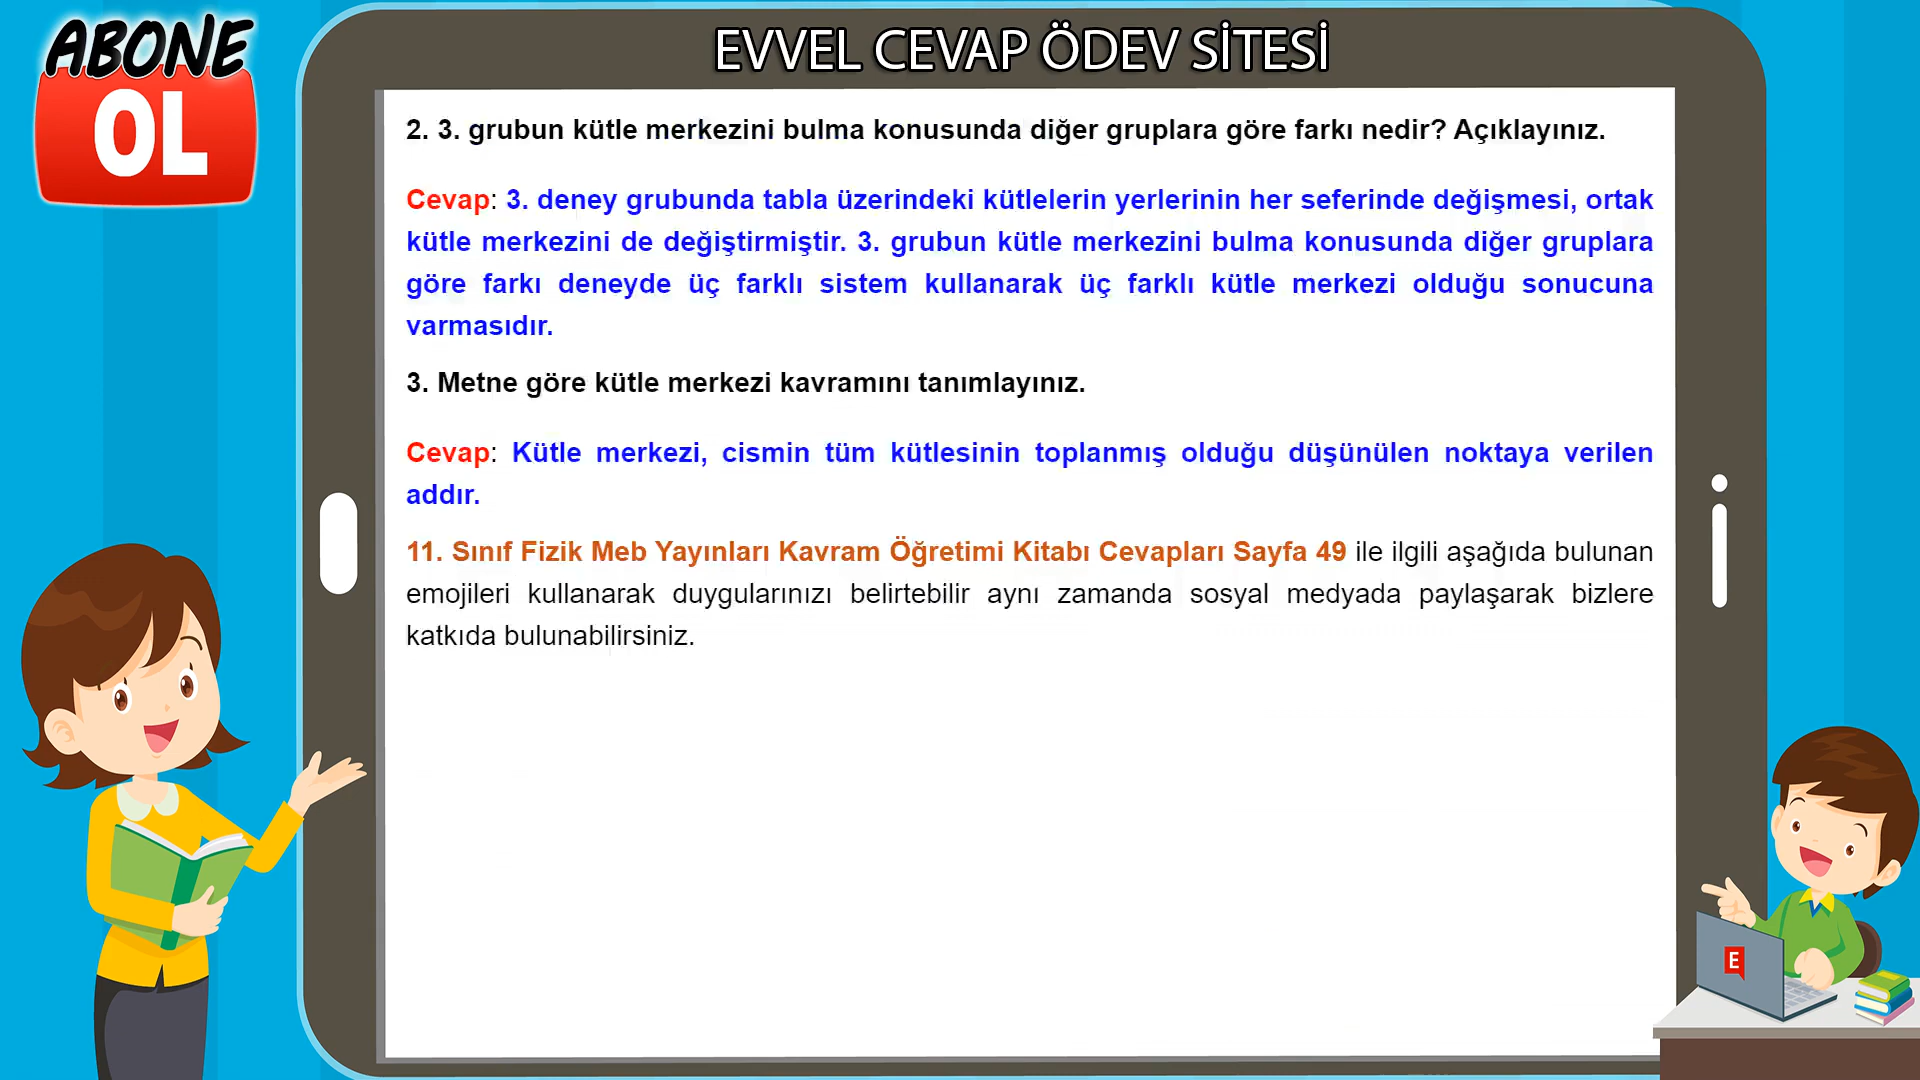 ABONE
OL
EVVEL CEVAP ÖDEV SİTESİ
2. 3. grubun kütle merkezini bulma konusunda diğer gruplara göre farkı nedir? Açıklayınız.
Cevap: 3. deney grubunda tabla üzerindeki kütlelerin yerlerinin her seferinde değişmesi, ortak
kütle merkezini de değiştirmiştir. 3. grubun kütle merkezini bulma konusunda diğer gruplara
göre farkı deneyde üç farklı sistem kullanarak üç farklı kütle merkezi olduğu sonucuna
varmasıdır.
3. Metne göre kütle merkezi kavramını tanımlayınız.
Cevap: Kütle merkezi, cismin tüm kütlesinin toplanmış olduğu düşünülen noktaya verilen
addır.
11. Sınıf Fizik Meb Yayınları Kavram Öğretimi Kitabı Cevapları Sayfa 49 ile ilgili aşağıda bulunan
emojileri kullanarak duygularınızı belirtebilir aynı zamanda sosyal medyada paylaşarak bizlere
katkıda bulunabilirsiniz.
E